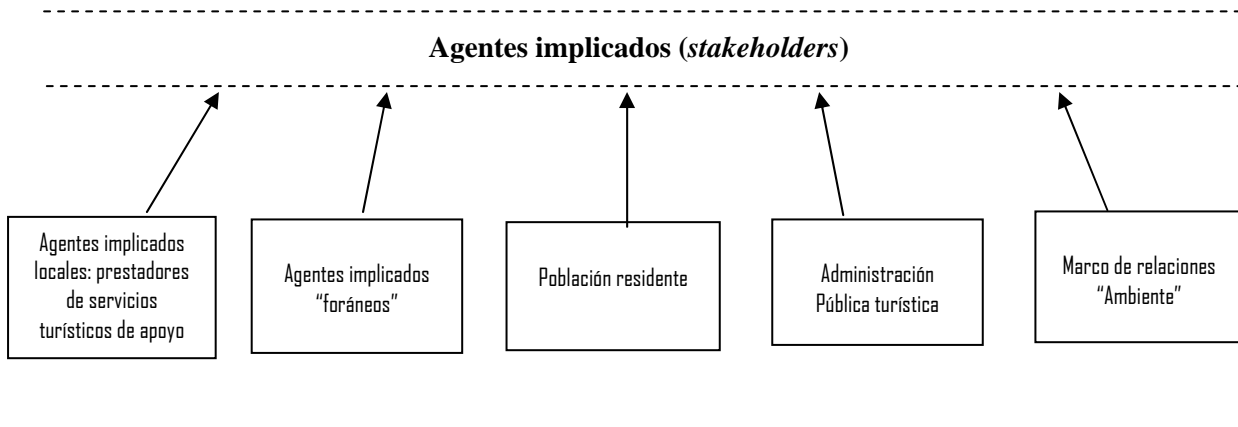 Agentes implicados (stakeholders)
Agentes implicados
locales: prestadores
de servicios
turísticos de apoyo
Agentes implicados
“foráneos”
Población residente
Administración
Pública turística
Marco de relaciones
“Ambiente”